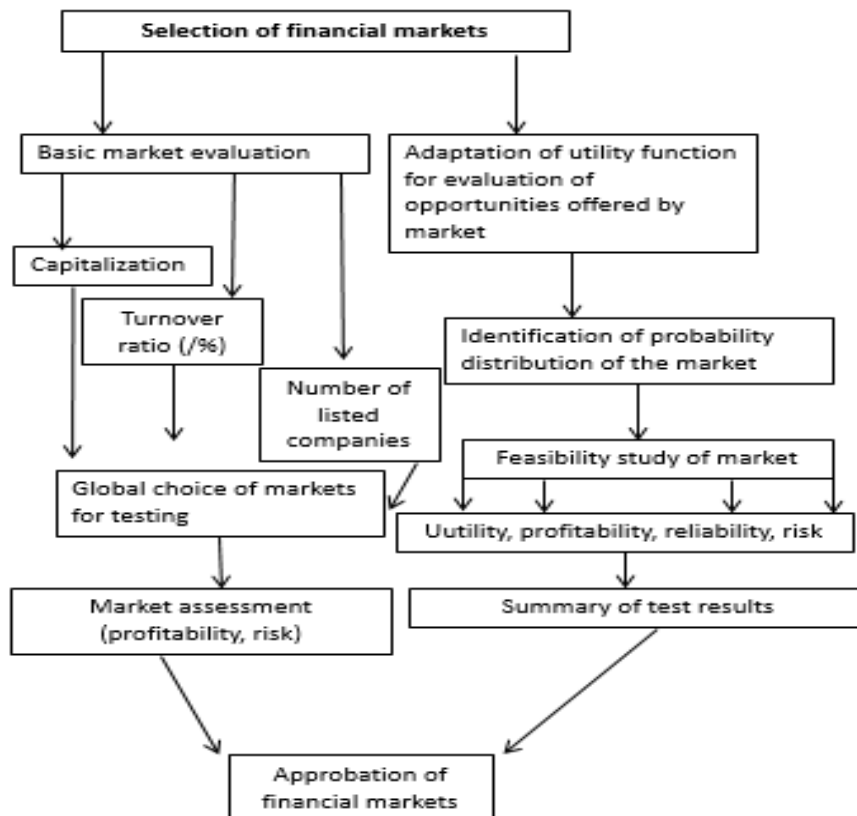 Selection of financial markets
Basic market evaluation
Adaptation of utility function
for evaluation of
opportunities offered by
market
Capitalization
Turnover
ratio (/%)
Identification of probability
distribution of the market
Number of
listed
companies
Feasibility study of market
Global choice of markets
for testing
Uutility, profitability, reliability, risk
Market assessment
(profitability, risk)
Summary of test results
Approbation of
financial markets